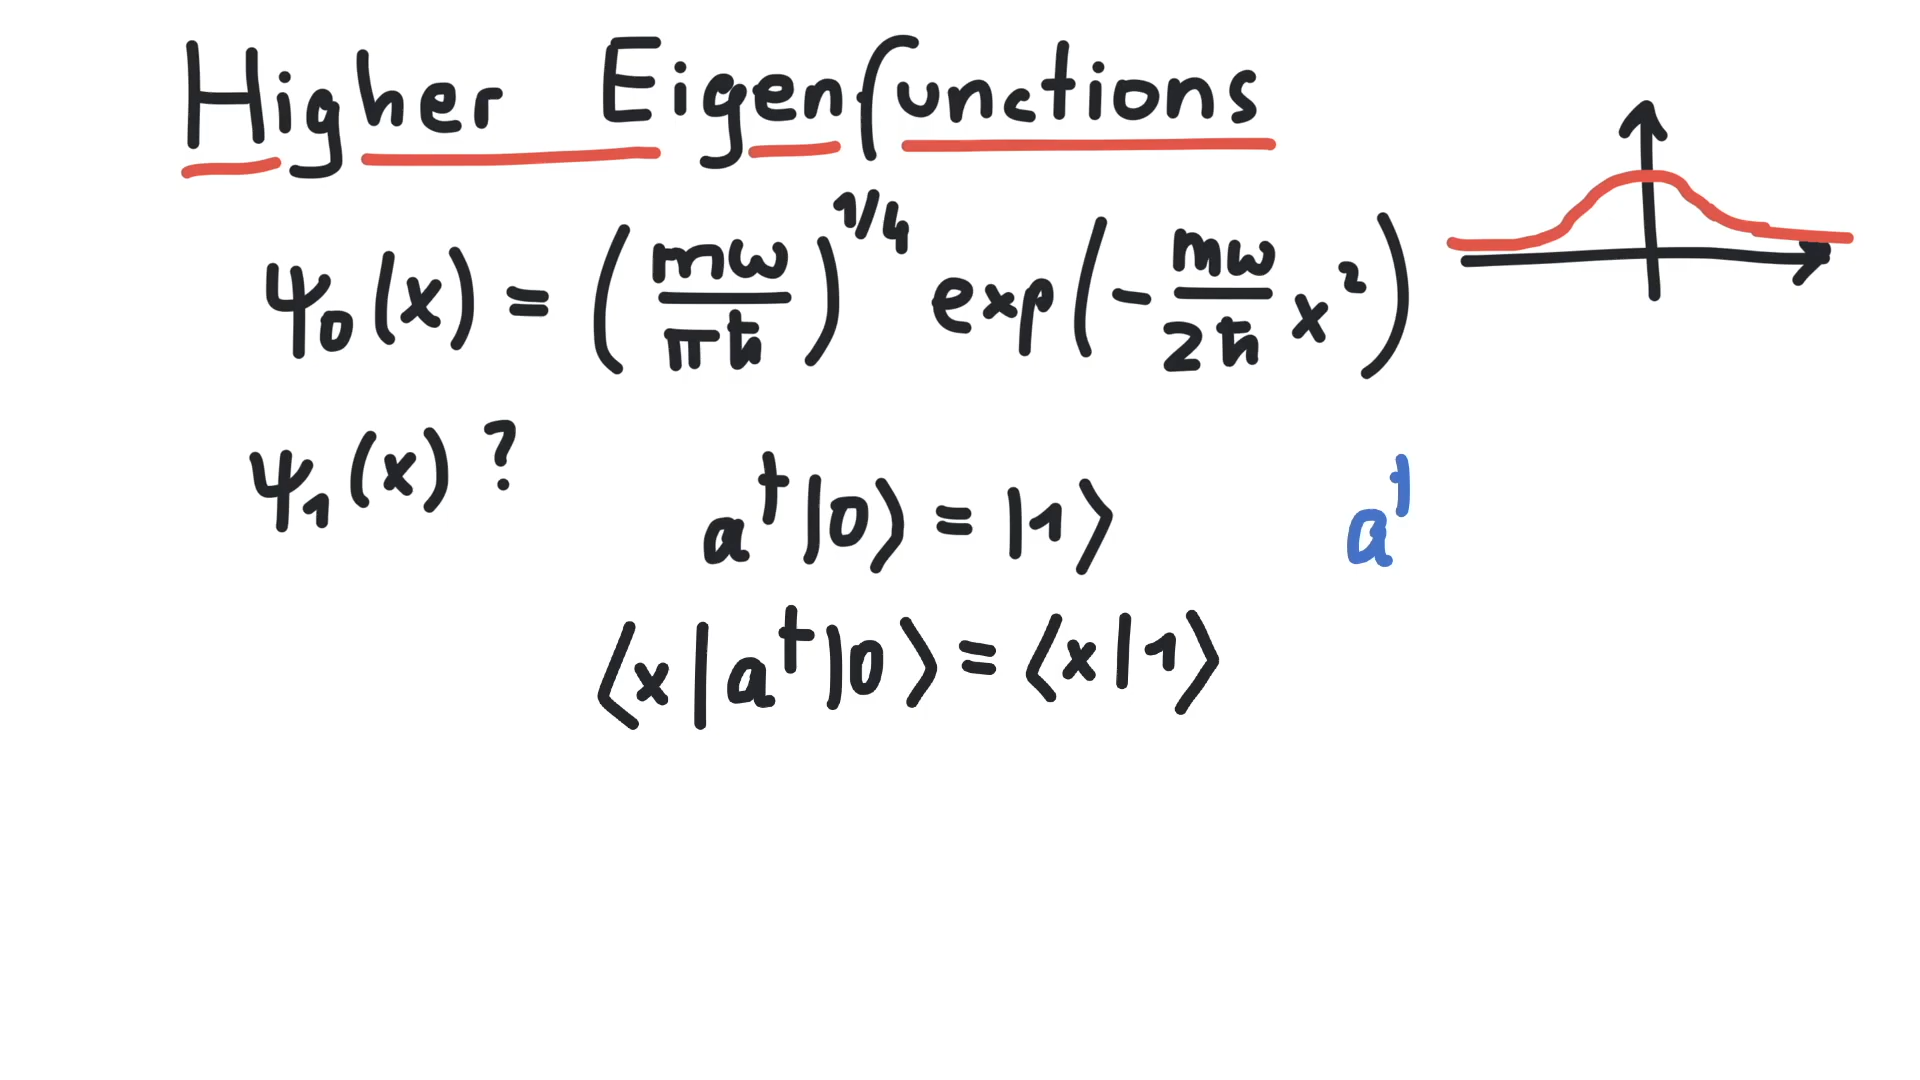 Higher Eigenfunctions
ψ₀(x) = (mω/πħ)^1/4 exp(-mω/2ħ x²)
ψ₁(x) ?
a†|0⟩ = |1⟩ a†
⟨x|a†|0⟩ = ⟨x|1⟩